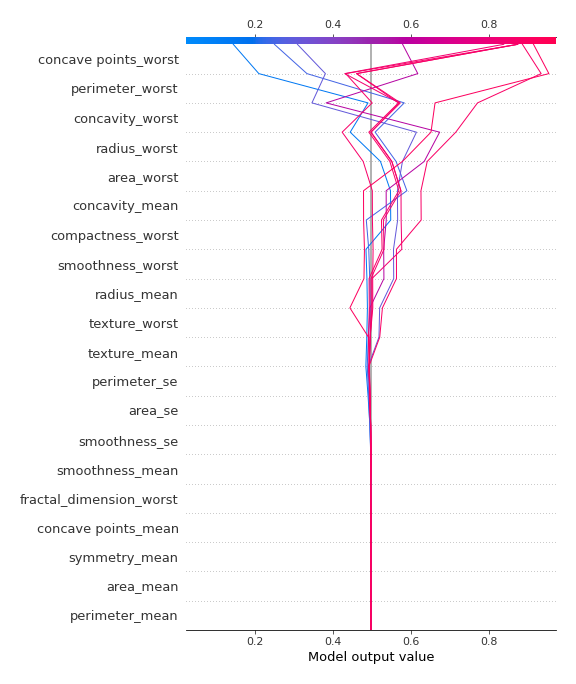 0.2 0.4 0.6 0.8
concave points_worst
perimeter_worst
concavity_worst
radius_worst
area_worst
concavity_mean
compactness_worst
smoothness_worst
radius_mean
texture_worst
texture_mean
perimeter_se
area_se
smoothness_se
smoothness_mean
fractal_dimension_worst
concave points_mean
symmetry_mean
area_mean
perimeter_mean
0.2 0.4 0.6 0.8
Model output value